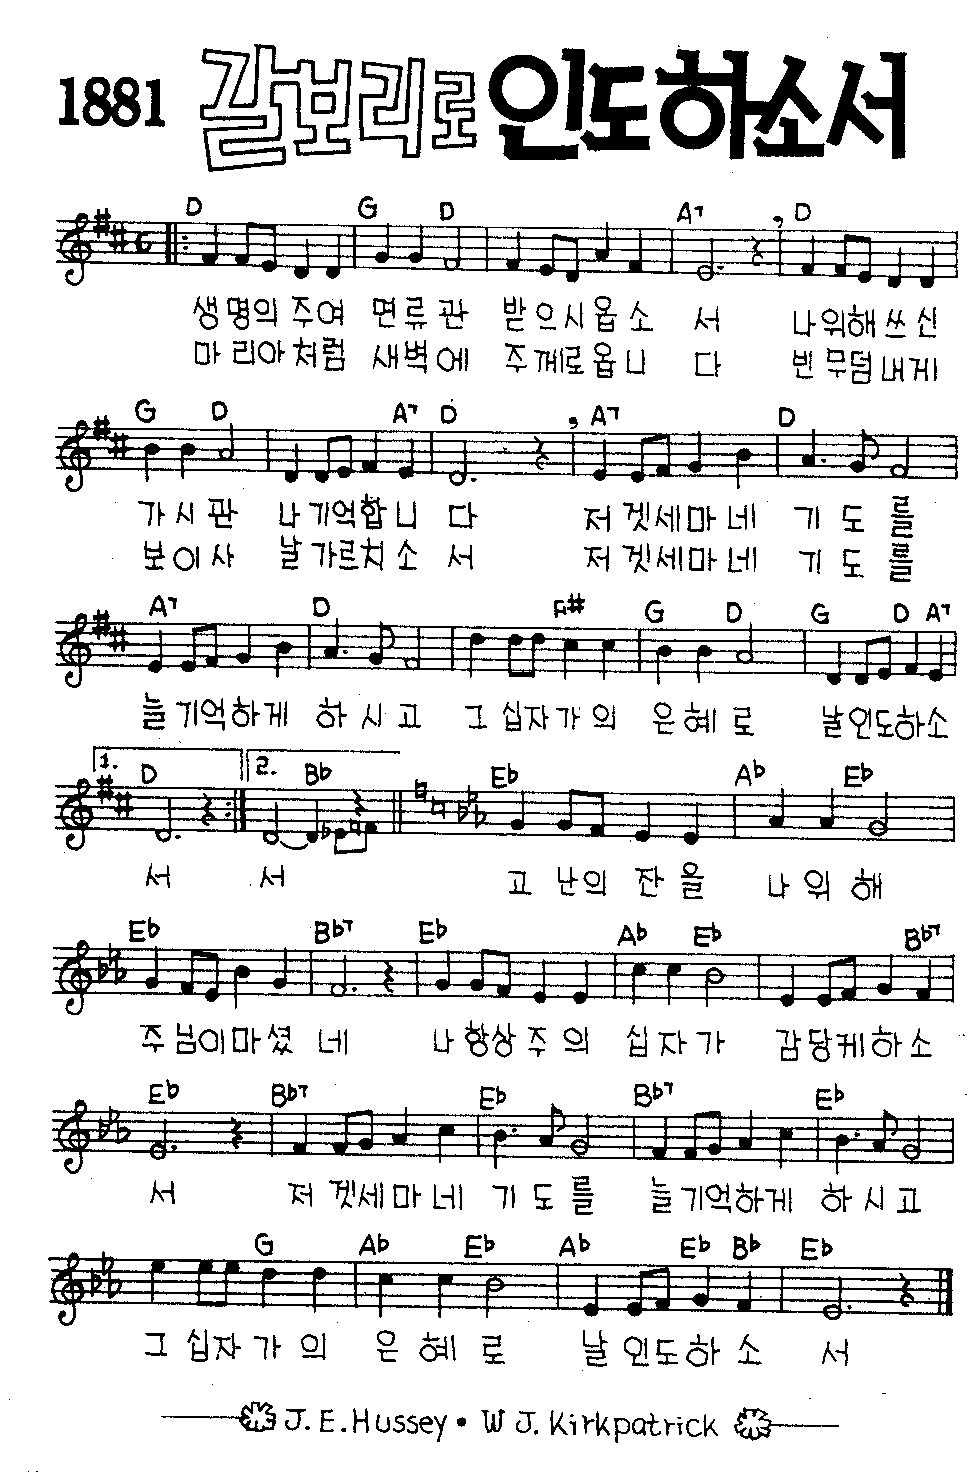 1881 갈보리로 인도하소서
D G D A7 D
생명의 주여 면류관 받으시옵소 서 나위해 쓰신
마리아처럼 새벽에 주께로옵니 다 빈 무덤내게
G D A7 D A7 D
가시관 나기억합니 다 저 겟세마네 기 도를
보이사 날가르치소 서 저 겟세마네 기 도를
A7 D F# G D G D A7
늘 기억하게 하시고 그 십자가의 은혜로 날인도하소
1. D 2. Bb Eb Ab Eb
서 서 고 난의 잔을 나 위 해
Eb Bb7 Eb Ab Eb Bb7
주 님이마셨 네 나 항상 주의 십자가 감당케하소
Eb Bb7 Eb Bb7 Eb
서 저 겟세마네 기 도를 늘기억하게 하시고
G Ab Eb Ab Eb Bb Eb
그 십자가의 은혜로 날 인도하소 서
J. E. Hussey • W J. Kirkpatrick